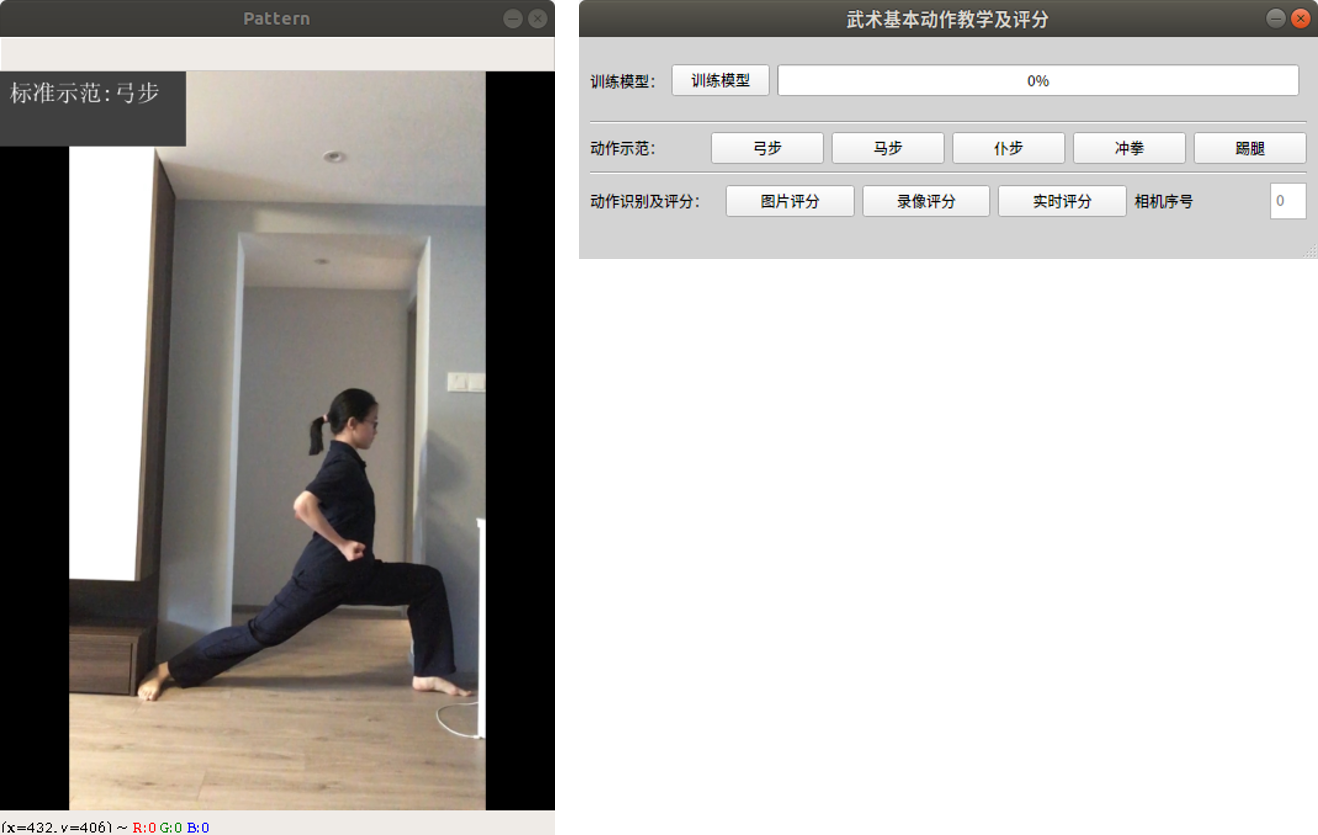 Pattern
标准示范:弓步
(x=432, y=406) ~ R:0 G:0 B:0
武术基本动作教学及评分
训练模型: 训练模型 0%
动作示范: 弓步 马步 仆步 冲拳 踢腿
动作识别及评分: 图片评分 录像评分 实时评分 相机序号 0